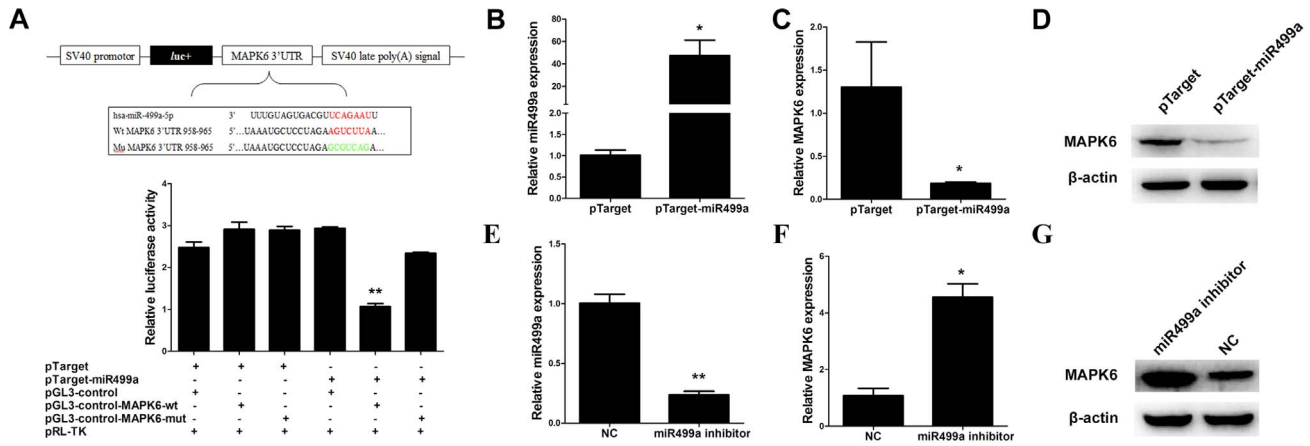 A
SV40 promotor
luc+
MAPK6 3'UTR
SV40 late poly(A) signal
hsa-miR-499a-5p 3' UUUGUAGUGACGUUCAGAAUU
Wt MAPK6 3'UTR 958-965 5'...UAAAUGCUCCUAGAAGUCUUAA...
Mu MAPK6 3'UTR 958-965 5'...UAAAUGCUCCUAGAGCGUCAGA...
Relative luciferase activity
4
3
2
1
0
**
pTarget + + + - - -
pTarget-miR499a - - - + + +
pGL3-control + - - + - -
pGL3-control-MAPK6-wt - + - - + -
pGL3-control-MAPK6-mut - - + - - +
pRL-TK + + + + + +
B
Relative miR499a expression
80
60
40
20
1.0
0.5
0.0
*
pTarget
pTarget-miR499a
C
Relative MAPK6 expression
2.0
1.5
1.0
0.5
0.0
*
pTarget
pTarget-miR499a
D
pTarget
pTarget-miR499a
MAPK6
β-actin
E
Relative miR499a expression
1.5
1.0
0.5
0.0
**
NC
miR499a inhibitor
F
Relative MAPK6 expression
6
4
2
0
*
NC
miR499a inhibitor
G
miR499a inhibitor
NC
MAPK6
β-actin